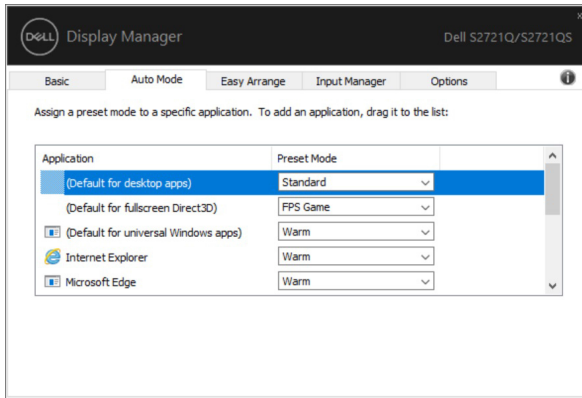 DELL Display Manager Dell S2721Q/S2721QS
x
Basic Auto Mode Easy Arrange Input Manager Options i
Assign a preset mode to a specific application. To add an application, drag it to the list:
Application Preset Mode
(Default for desktop apps) Standard
(Default for fullscreen Direct3D) FPS Game
(Default for universal Windows apps) Warm
Internet Explorer Warm
Microsoft Edge Warm